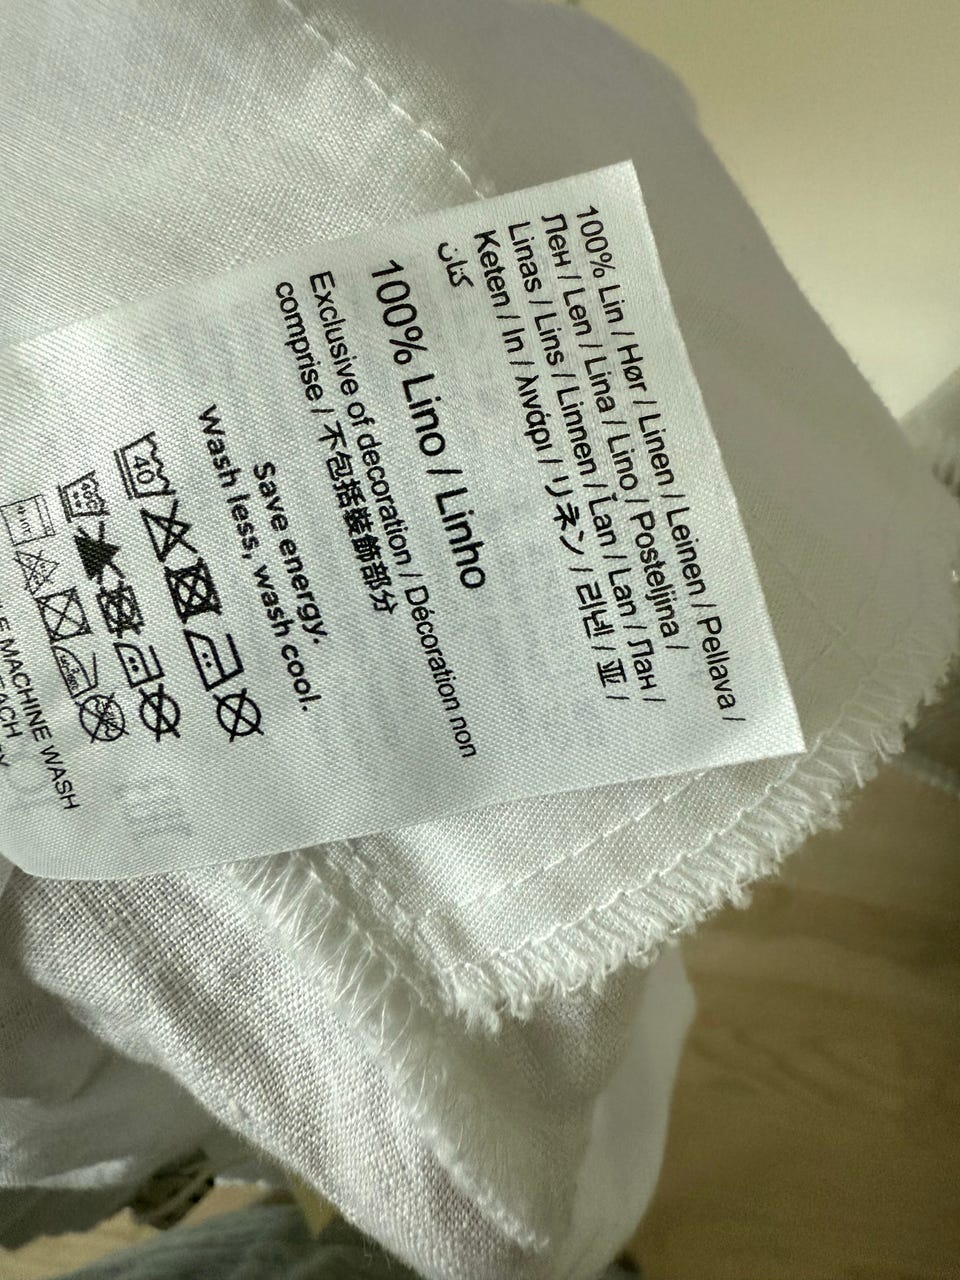 100% Lin / Hør / Linen / Leinen / Pellava /
Лен / Len / Lina / Lino / Posteljina /
Linas / Lins / Linnen / Ļan / Lan / Лан /
Keten / In / λινάρι / リネン / 리넨 / 亚 /
كتان
100% Lino / Linho
Exclusive of decoration / Décoration non
comprise / 不包括裝飾部分
Save energy.
Wash less, wash cool.
40
MACHINE WASH